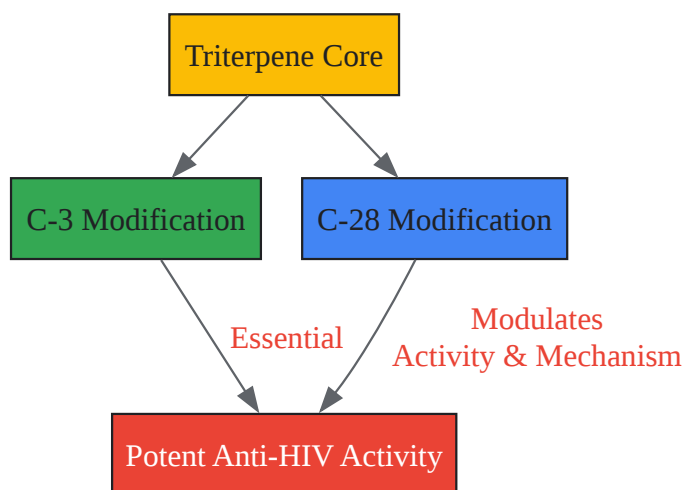 Triterpene Core
C-3 Modification
C-28 Modification
Essential
Modulates
Activity & Mechanism
Potent Anti-HIV Activity